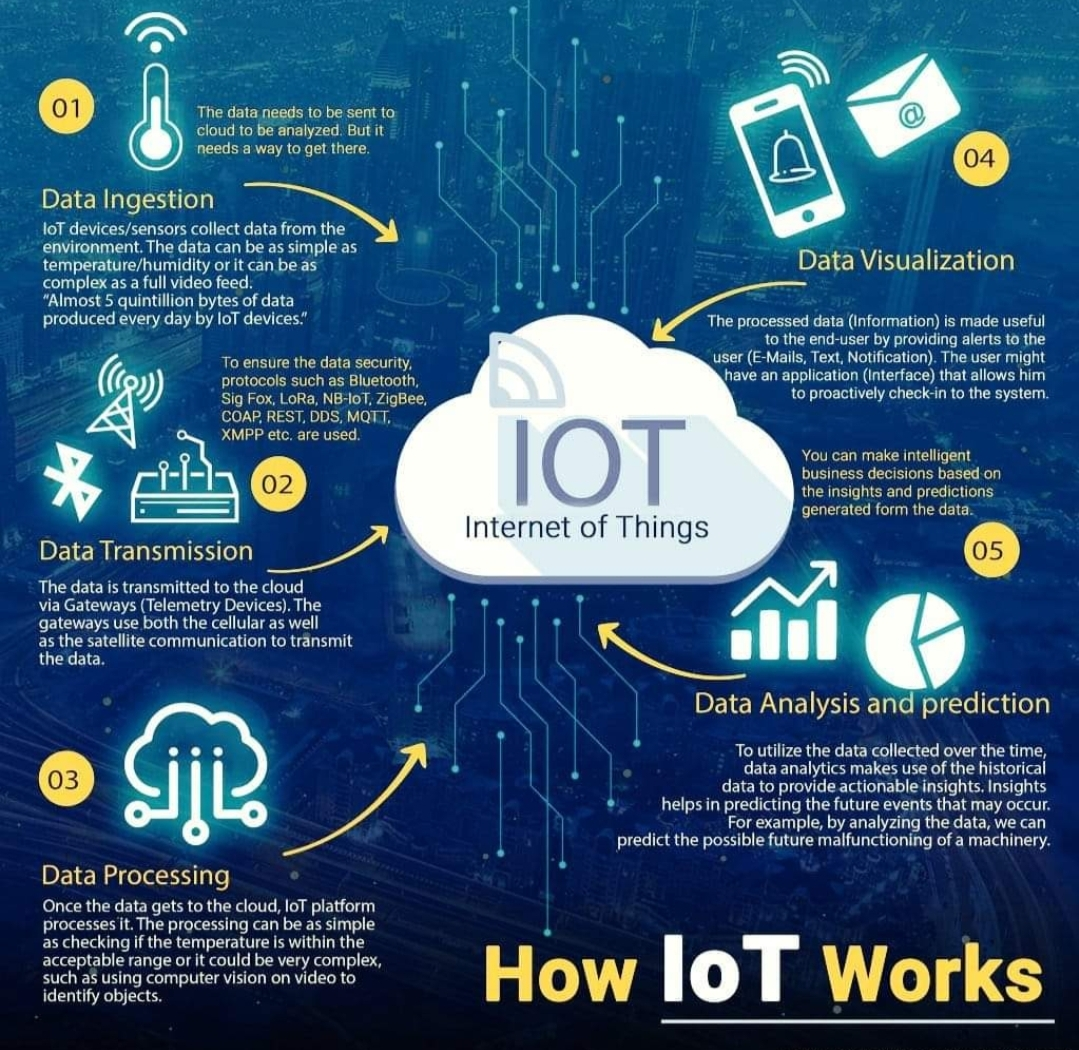 01
The data needs to be sent to
cloud to be analyzed. But it
needs a way to get there.
Data Ingestion
IoT devices/sensors collect data from the
environment. The data can be as simple as
temperature/humidity or it can be as
complex as a full video feed.
"Almost 5 quintillion bytes of data
produced every day by IoT devices."
To ensure the data security,
protocols such as Bluetooth,
Sig Fox, LoRa, NB-IoT, ZigBee,
COAP, REST, DDS, MQTT,
XMPP etc. are used.
02
Data Transmission
The data is transmitted to the cloud
via Gateways (Telemetry Devices). The
gateways use both the cellular as well
as the satellite communication to transmit
the data.
03
Data Processing
Once the data gets to the cloud, IoT platform
processes it. The processing can be as simple
as checking if the temperature is within the
acceptable range or it could be very complex,
such as using computer vision on video to
identify objects.
IOT
Internet of Things
@
04
Data Visualization
The processed data (Information) is made useful
to the end-user by providing alerts to the
user (E-Mails, Text, Notification). The user might
have an application (Interface) that allows him
to proactively check-in to the system.
You can make intelligent
business decisions based on
the insights and predictions
generated form the data.
05
Data Analysis and prediction
To utilize the data collected over the time,
data analytics makes use of the historical
data to provide actionable insights. Insights
helps in predicting the future events that may occur.
For example, by analyzing the data, we can
predict the possible future malfunctioning of a machinery.
How IoT Works